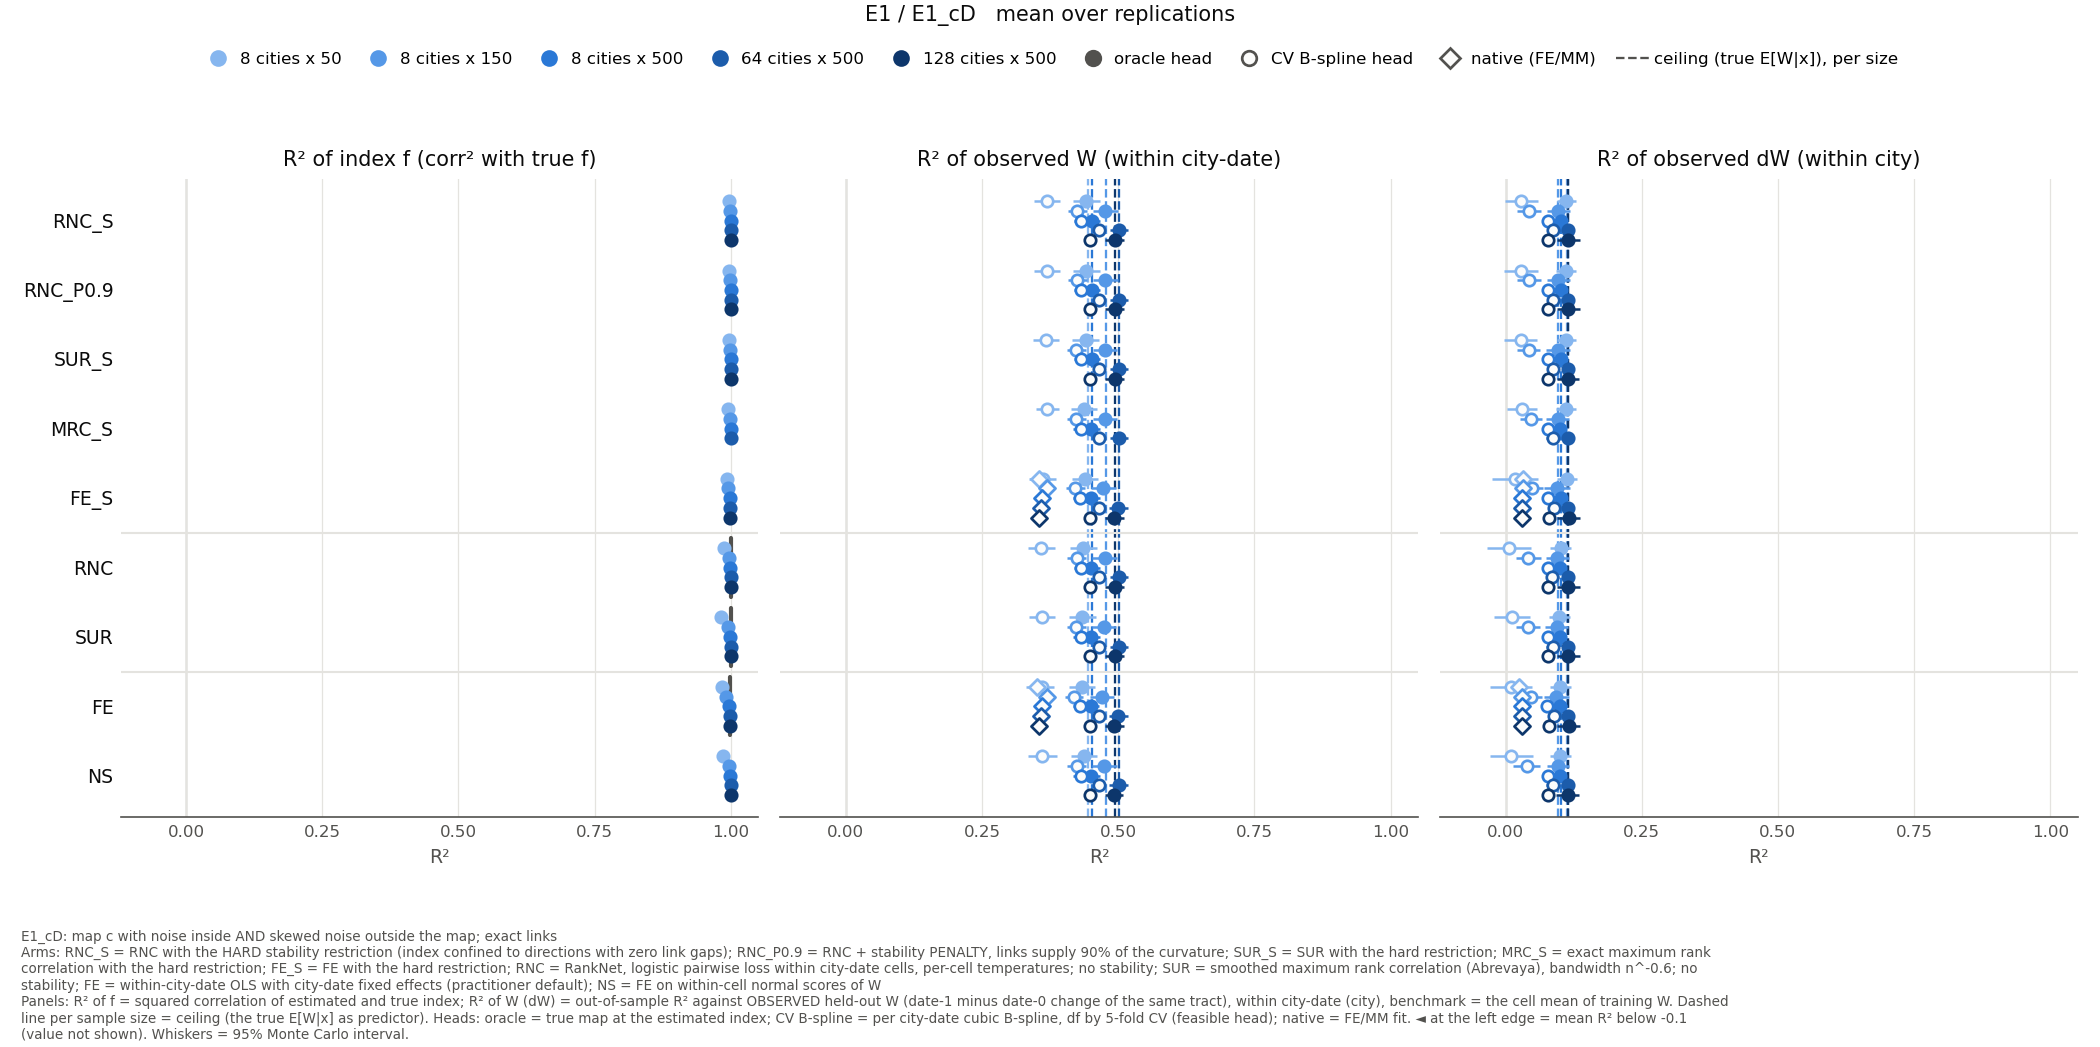 E1 / E1_cD   mean over replications
8 cities x 50   8 cities x 150   8 cities x 500   64 cities x 500   128 cities x 500   oracle head   CV B-spline head   native (FE/MM)   ceiling (true E[W|x]), per size
R² of index f (corr² with true f)   R² of observed W (within city-date)   R² of observed dW (within city)
RNC_S
RNC_P0.9
SUR_S
MRC_S
FE_S
RNC
SUR
FE
NS
0.00   0.25   0.50   0.75   1.00   0.00   0.25   0.50   0.75   1.00   0.00   0.25   0.50   0.75   1.00
R²   R²   R²
E1_cD: map c with noise inside AND skewed noise outside the map; exact links
Arms: RNC_S = RNC with the HARD stability restriction (index confined to directions with zero link gaps); RNC_P0.9 = RNC + stability PENALTY, links supply 90% of the curvature; SUR_S = SUR with the hard restriction; MRC_S = exact maximum rank
correlation with the hard restriction; FE_S = FE with the hard restriction; RNC = RankNet, logistic pairwise loss within city-date cells, per-cell temperatures; no stability; SUR = smoothed maximum rank correlation (Abrevaya), bandwidth n^-0.6; no
stability; FE = within-city-date OLS with city-date fixed effects (practitioner default); NS = FE on within-cell normal scores of W
Panels: R² of f = squared correlation of estimated and true index; R² of W (dW) = out-of-sample R² against OBSERVED held-out W (date-1 minus date-0 change of the same tract), within city-date (city), benchmark = the cell mean of training W. Dashed
line per sample size = ceiling (the true E[W|x] as predictor). Heads: oracle = true map at the estimated index; CV B-spline = per city-date cubic B-spline, df by 5-fold CV (feasible head); native = FE/MM fit. ◄ at the left edge = mean R² below -0.1
(value not shown). Whiskers = 95% Monte Carlo interval.